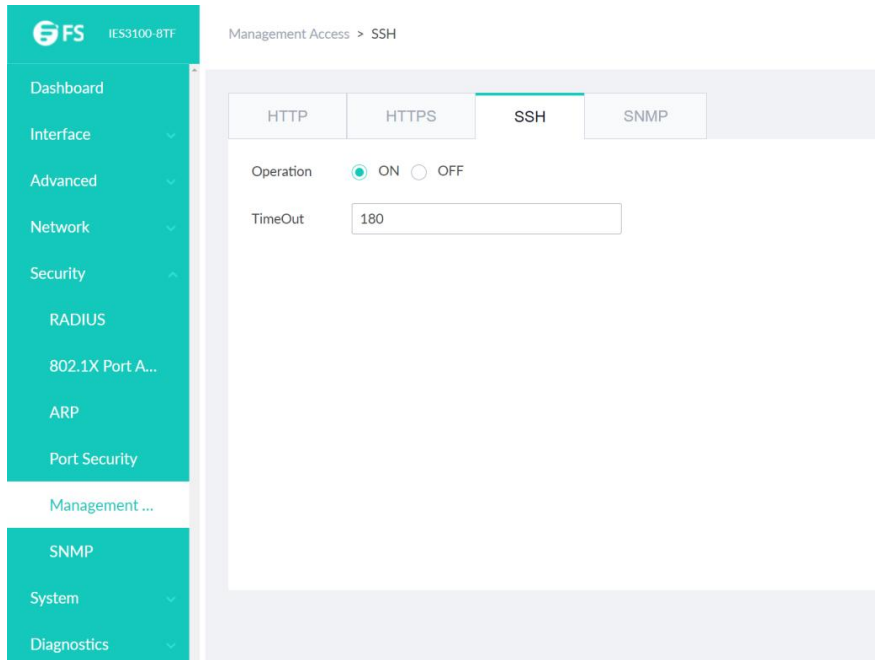 FS IES3100-8TF
Management Access > SSH
Dashboard
Interface
Advanced
Network
Security
RADIUS
802.1X Port A...
ARP
Port Security
Management ...
SNMP
System
Diagnostics
HTTP HTTPS SSH SNMP
Operation ON OFF
TimeOut 180